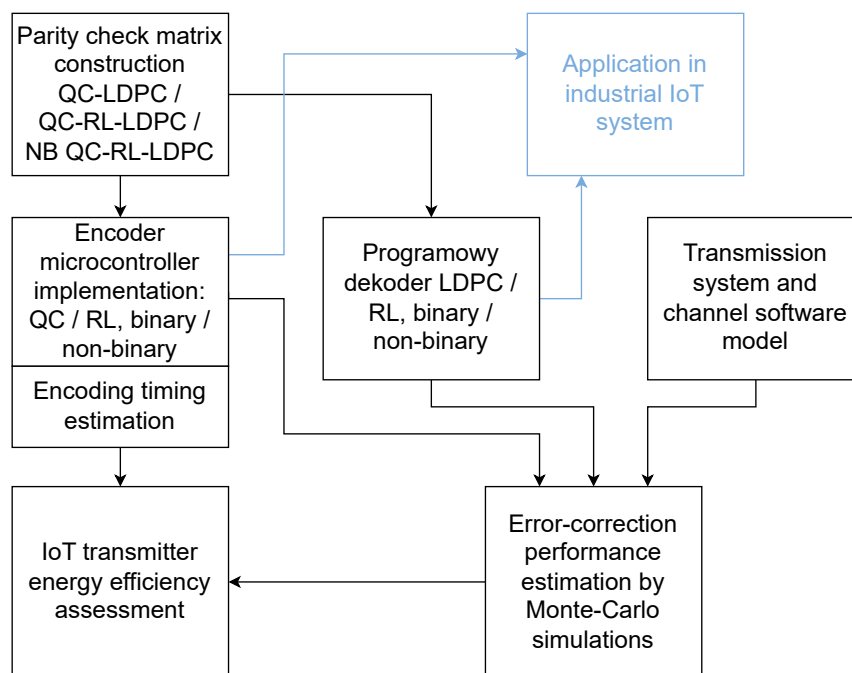 Parity check matrix
construction
QC-LDPC /
QC-RL-LDPC /
NB QC-RL-LDPC
Application in
industrial IoT
system
Encoder
microcontroller
implementation:
QC / RL, binary /
non-binary
Programowy
dekoder LDPC /
RL, binary /
non-binary
Transmission
system and
channel software
model
Encoding timing
estimation
IoT transmitter
energy efficiency
assessment
Error-correction
performance
estimation by
Monte-Carlo
simulations